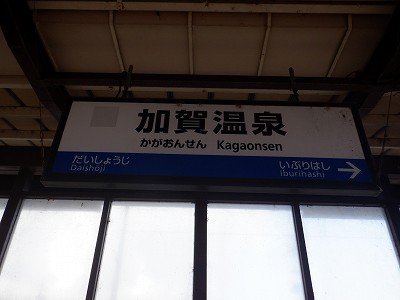 加賀温泉
かがおんせん Kagaonsen
だいしょうじ いぶりはし
Daishōji Iburihashi